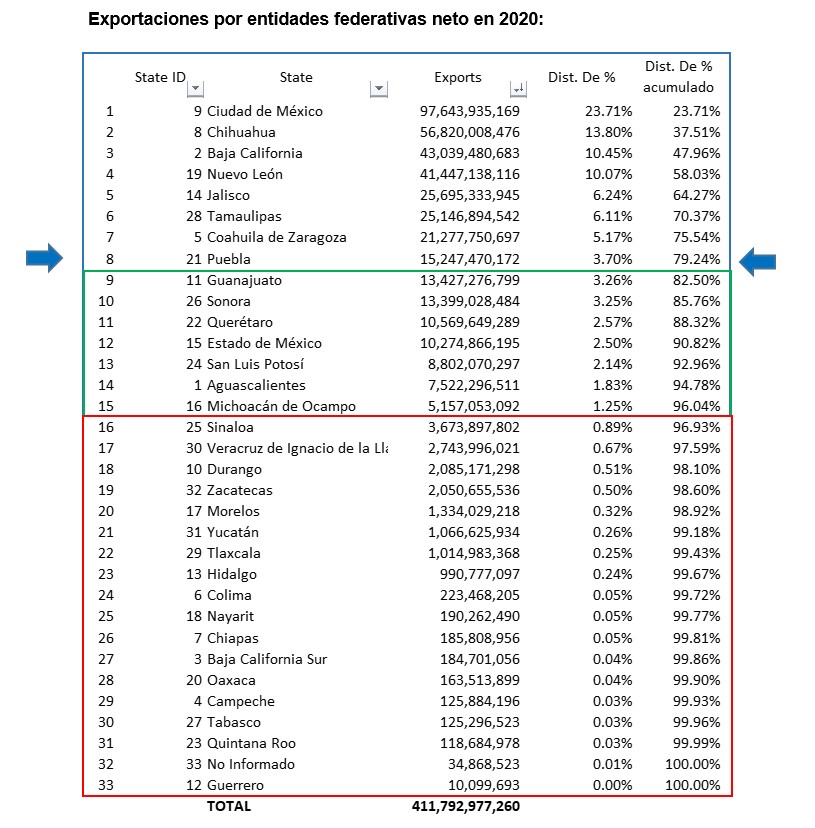 Exportaciones por entidades federativas neto en 2020:
State ID State Exports Dist. De % Dist. De % acumulado
1 9 Ciudad de México 97,643,935,169 23.71% 23.71%
2 8 Chihuahua 56,820,008,476 13.80% 37.51%
3 2 Baja California 43,039,480,683 10.45% 47.96%
4 19 Nuevo León 41,447,138,116 10.07% 58.03%
5 14 Jalisco 25,695,333,945 6.24% 64.27%
6 28 Tamaulipas 25,146,894,542 6.11% 70.37%
7 5 Coahuila de Zaragoza 21,277,750,697 5.17% 75.54%
8 21 Puebla 15,247,470,172 3.70% 79.24%
9 11 Guanajuato 13,427,276,799 3.26% 82.50%
10 26 Sonora 13,399,028,484 3.25% 85.76%
11 22 Querétaro 10,569,649,289 2.57% 88.32%
12 15 Estado de México 10,274,866,195 2.50% 90.82%
13 24 San Luis Potosí 8,802,070,297 2.14% 92.96%
14 1 Aguascalientes 7,522,296,511 1.83% 94.78%
15 16 Michoacán de Ocampo 5,157,053,092 1.25% 96.04%
16 25 Sinaloa 3,673,897,802 0.89% 96.93%
17 30 Veracruz de Ignacio de la Lla 2,743,996,021 0.67% 97.59%
18 10 Durango 2,085,171,298 0.51% 98.10%
19 32 Zacatecas 2,050,655,536 0.50% 98.60%
20 17 Morelos 1,334,029,218 0.32% 98.92%
21 31 Yucatán 1,066,625,934 0.26% 99.18%
22 29 Tlaxcala 1,014,983,368 0.25% 99.43%
23 13 Hidalgo 990,777,097 0.24% 99.67%
24 6 Colima 223,468,205 0.05% 99.72%
25 18 Nayarit 190,262,490 0.05% 99.77%
26 7 Chiapas 185,808,956 0.05% 99.81%
27 3 Baja California Sur 184,701,056 0.04% 99.86%
28 20 Oaxaca 163,513,899 0.04% 99.90%
29 4 Campeche 125,884,196 0.03% 99.93%
30 27 Tabasco 125,296,523 0.03% 99.96%
31 23 Quintana Roo 118,684,978 0.03% 99.99%
32 33 No Informado 34,868,523 0.01% 100.00%
33 12 Guerrero 10,099,693 0.00% 100.00%
TOTAL 411,792,977,260